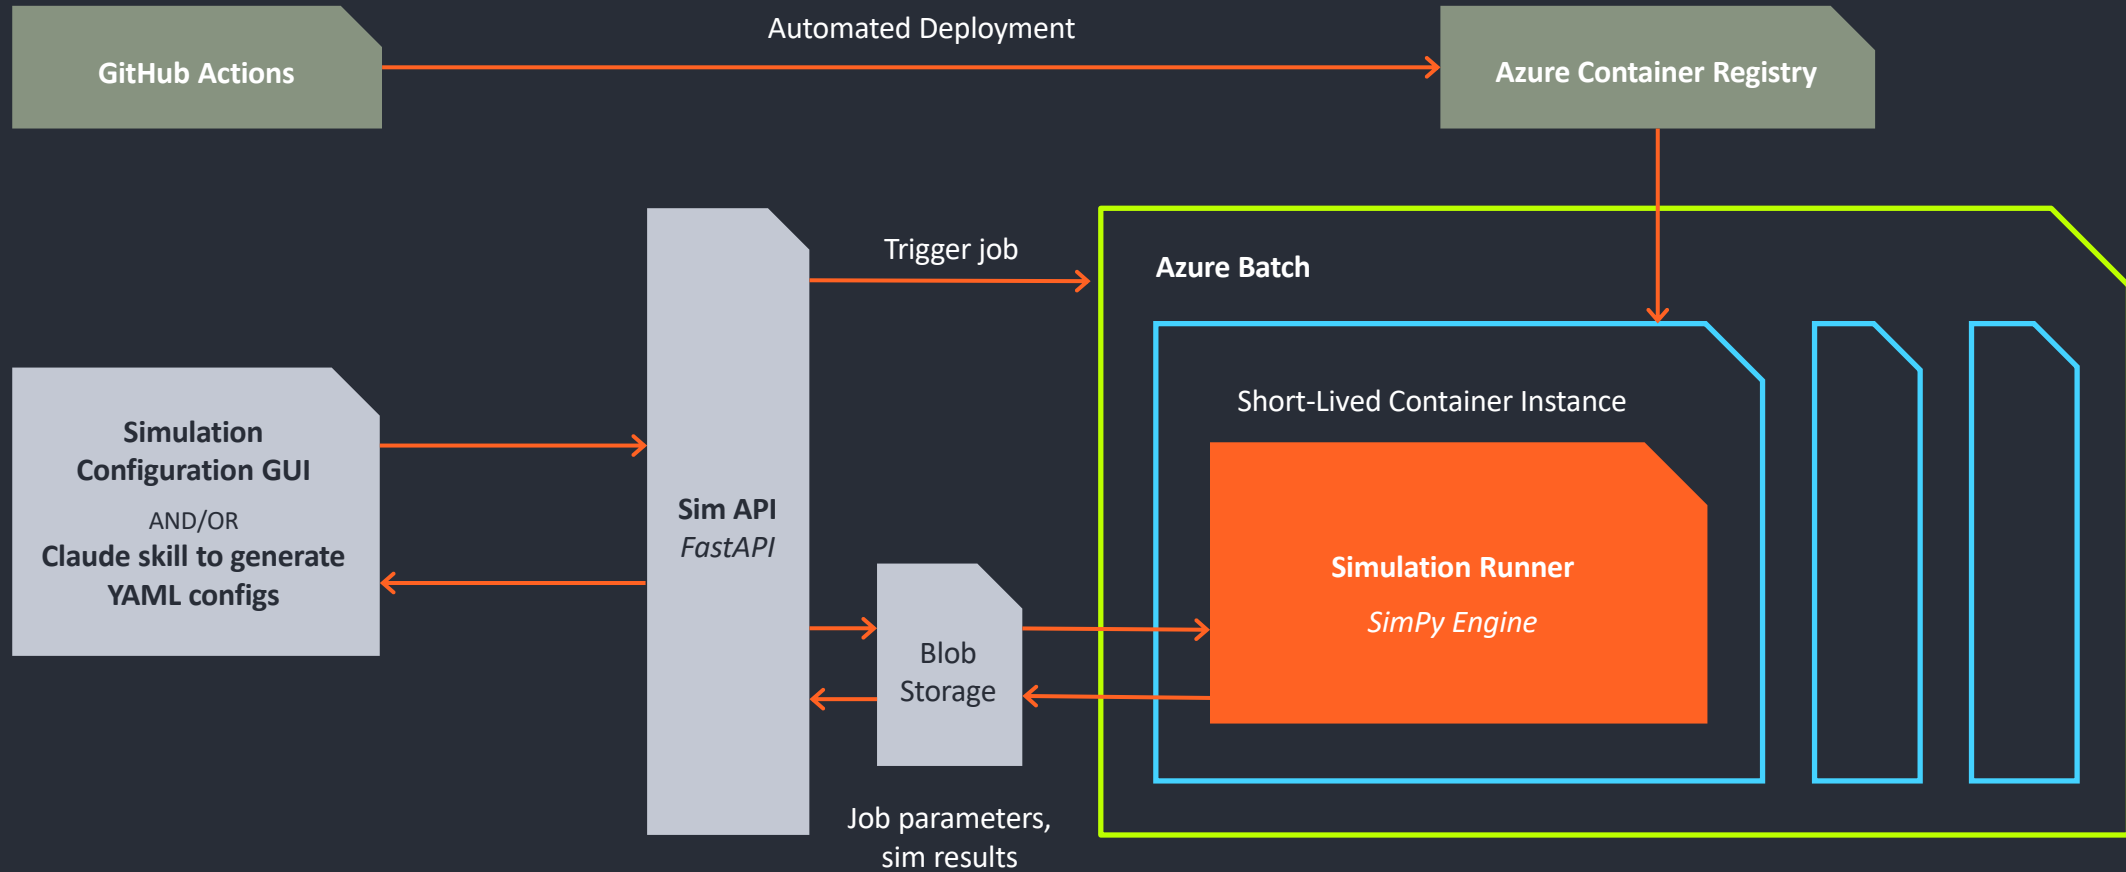 Automated Deployment
GitHub Actions
Azure Container Registry
Trigger job
Azure Batch
Short-Lived Container Instance
Simulation
Configuration GUI
AND/OR
Claude skill to generate
YAML configs
Sim API
FastAPI
Blob
Storage
Simulation Runner
SimPy Engine
Job parameters,
sim results